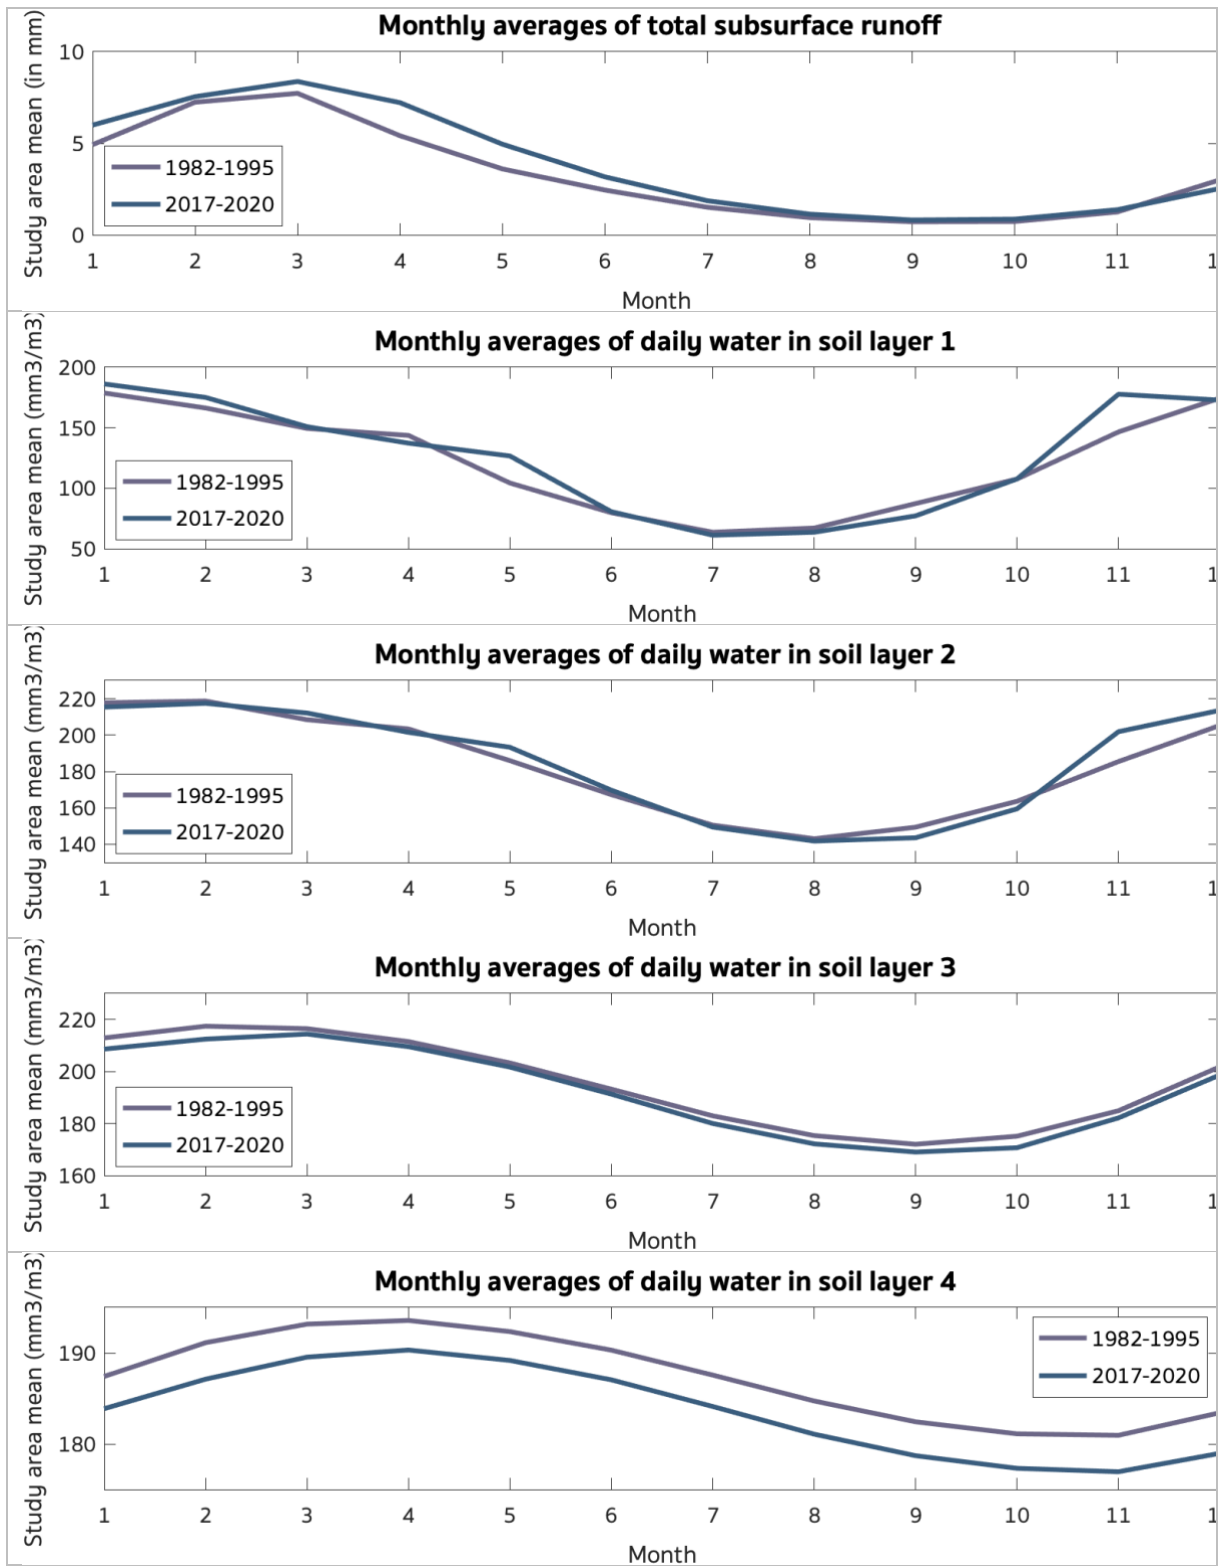 Monthly averages of total subsurface runoff
Study area mean (in mm)
10
5
0
1982-1995
2017-2020
1 2 3 4 5 6 7 8 9 10 11 1
Month
Monthly averages of daily water in soil layer 1
Study area mean (mm3/m3)
200
150
100
50
1982-1995
2017-2020
1 2 3 4 5 6 7 8 9 10 11 1
Month
Monthly averages of daily water in soil layer 2
Study area mean (mm3/m3)
220
200
180
160
140
1982-1995
2017-2020
1 2 3 4 5 6 7 8 9 10 11 1
Month
Monthly averages of daily water in soil layer 3
Study area mean (mm3/m3)
220
200
180
160
1982-1995
2017-2020
1 2 3 4 5 6 7 8 9 10 11 1
Month
Monthly averages of daily water in soil layer 4
Study area mean (mm3/m3)
190
180
1982-1995
2017-2020
1 2 3 4 5 6 7 8 9 10 11 1
Month